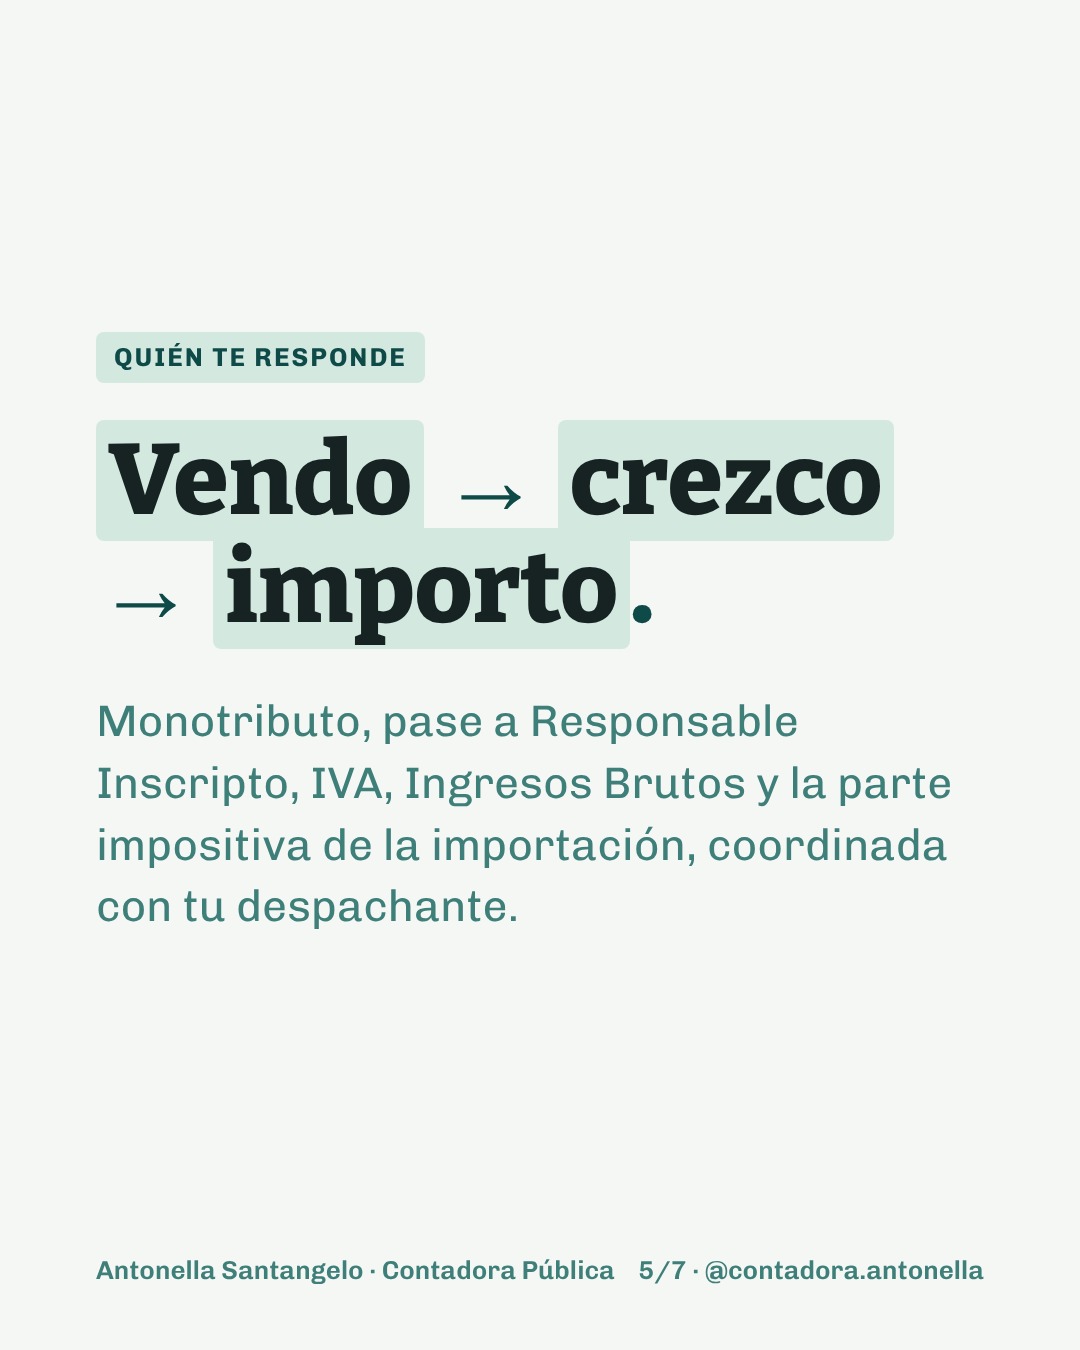 QUIÉN TE RESPONDE
Vendo → crezco
→ importo.
Monotributo, pase a Responsable
Inscripto, IVA, Ingresos Brutos y la parte
impositiva de la importación, coordinada
con tu despachante.
Antonella Santangelo · Contadora Pública 5/7 · @contadora.antonella